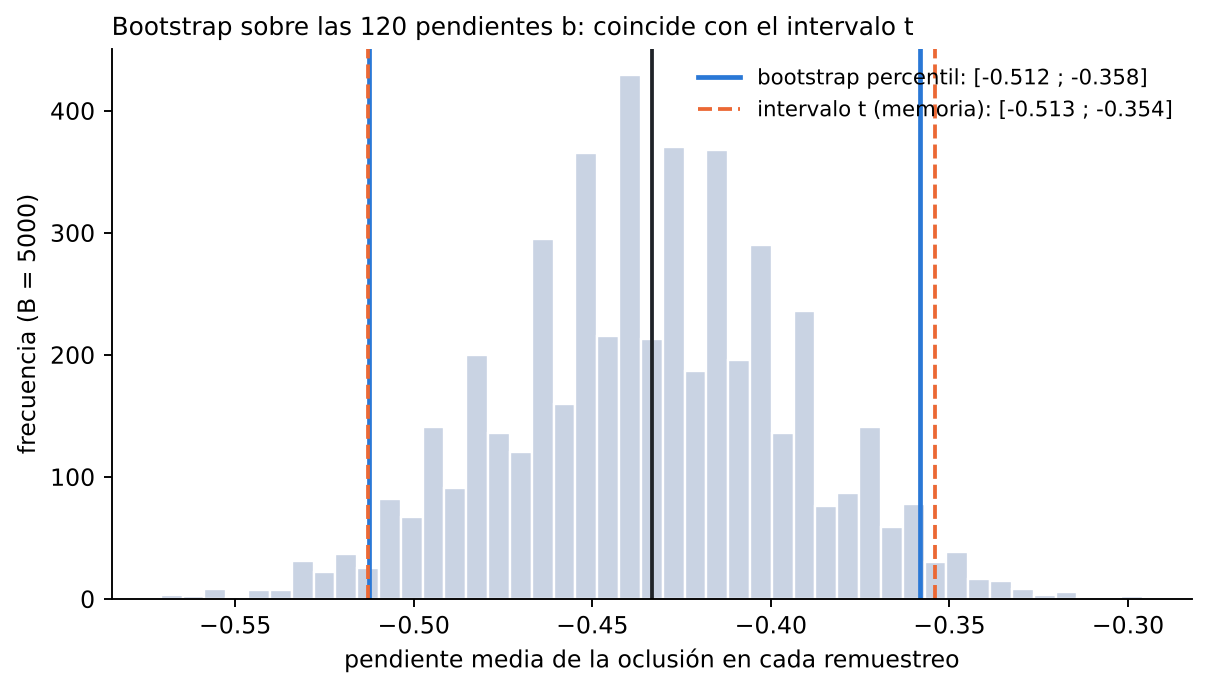 Bootstrap sobre las 120 pendientes b: coincide con el intervalo t
bootstrap percentil: [-0.512 ; -0.358]
intervalo t (memoria): [-0.513 ; -0.354]
frecuencia (B = 5000)
400
300
200
100
0
−0.55 −0.50 −0.45 −0.40 −0.35 −0.30
pendiente media de la oclusión en cada remuestreo